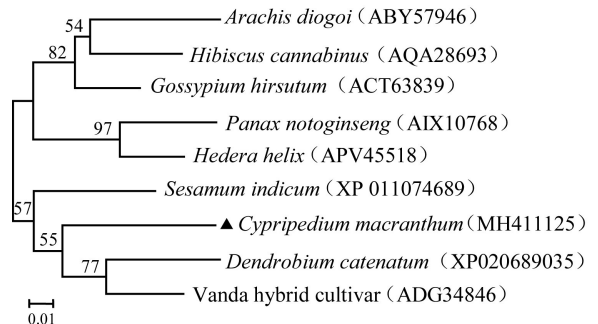 Arachis diogoi (ABY57946)
54
82
Hibiscus cannabinus (AQA28693)
Gossypium hirsutum (ACT63839)
Panax notoginseng (AIX10768)
97
Hedera helix (APV45518)
Sesamum indicum (XP 011074689)
57
▲ Cypripedium macranthum (MH411125)
55
Dendrobium catenatum (XP020689035)
77
Vanda hybrid cultivar (ADG34846)
0.01